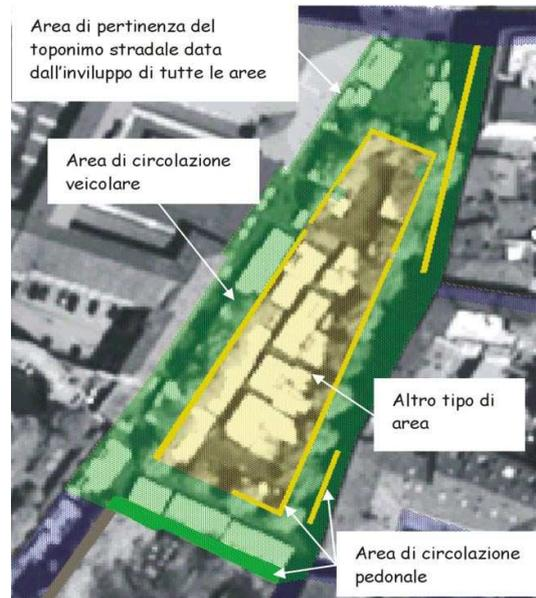 Area di pertinenza del
toponimo stradale data
dall'inviluppo di tutte le aree
Area di circolazione
veicolare
Altro tipo di
area
Area di circolazione
pedonale